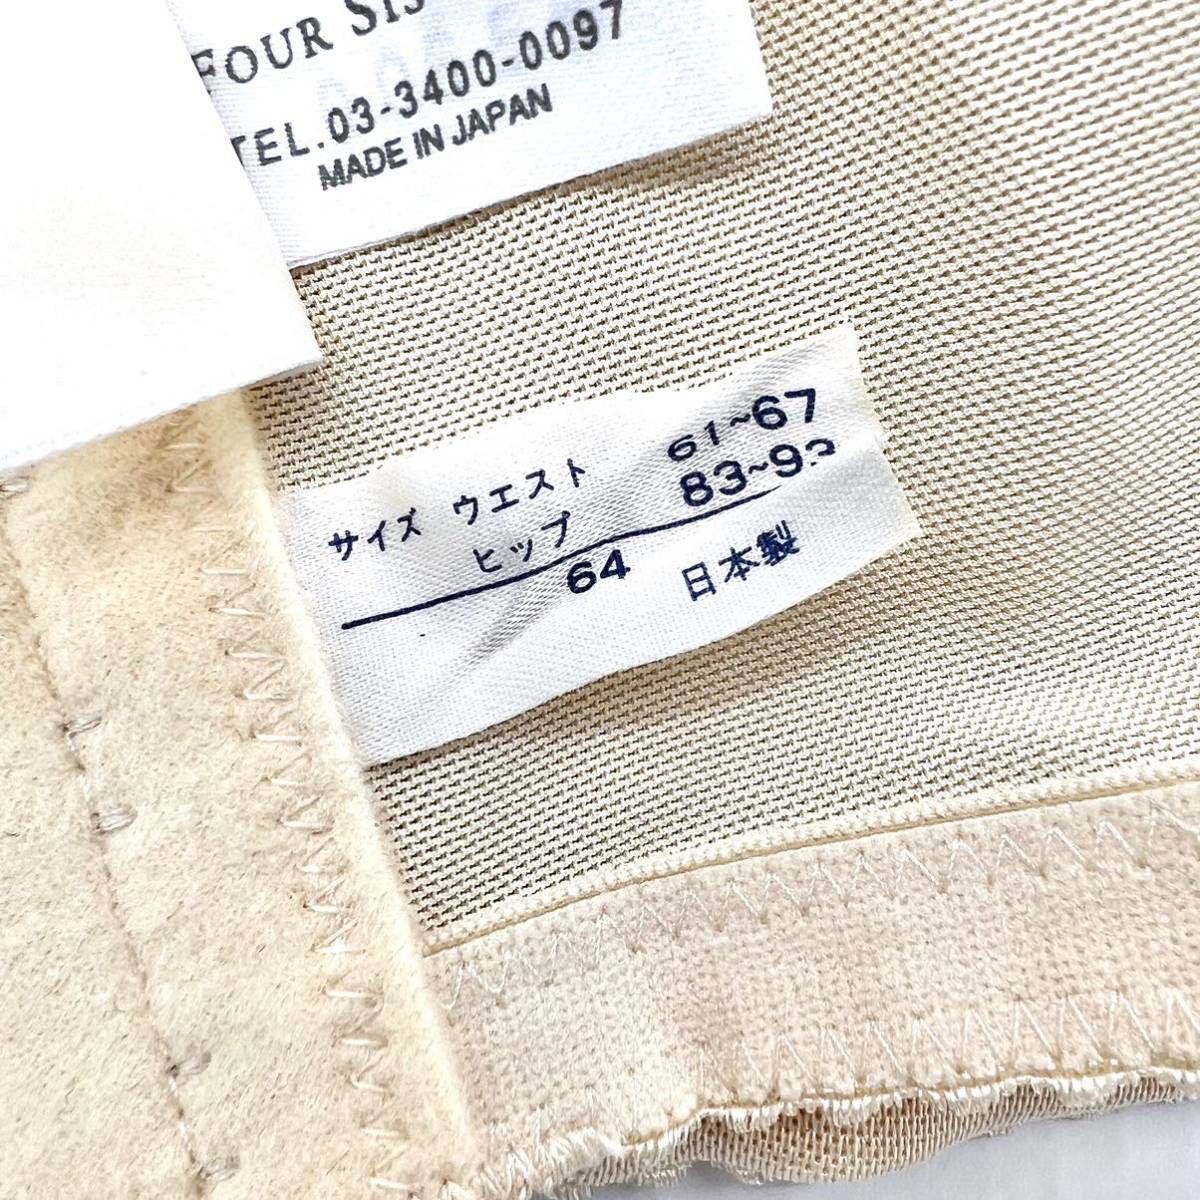 FOUR
TEL.03-3400-0097
MADE IN JAPAN
サイズ ウエスト 61~67
ヒップ 83~93
64 日本製